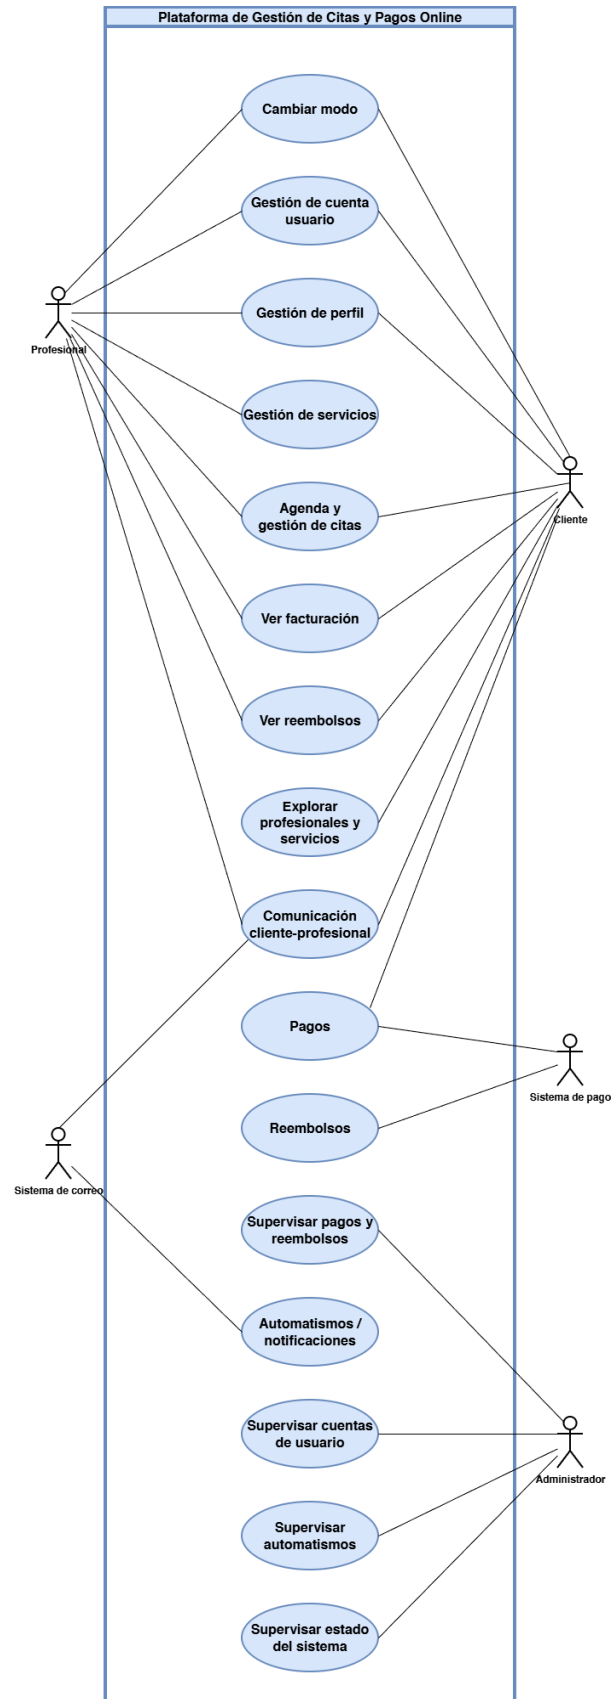 Plataforma de Gestión de Citas y Pagos Online
Cambiar modo
Gestión de cuenta
usuario
Gestión de perfil
Profesional
Gestión de servicios
Agenda y
gestión de citas
Cliente
Ver facturación
Ver reembolsos
Explorar
profesionales y
servicios
Comunicación
cliente-profesional
Pagos
Sistema de pago
Reembolsos
Sistema de correo
Supervisar pagos y
reembolsos
Automatismos /
notificaciones
Supervisar cuentas
de usuario
Administrador
Supervisar
automatismos
Supervisar estado
del sistema